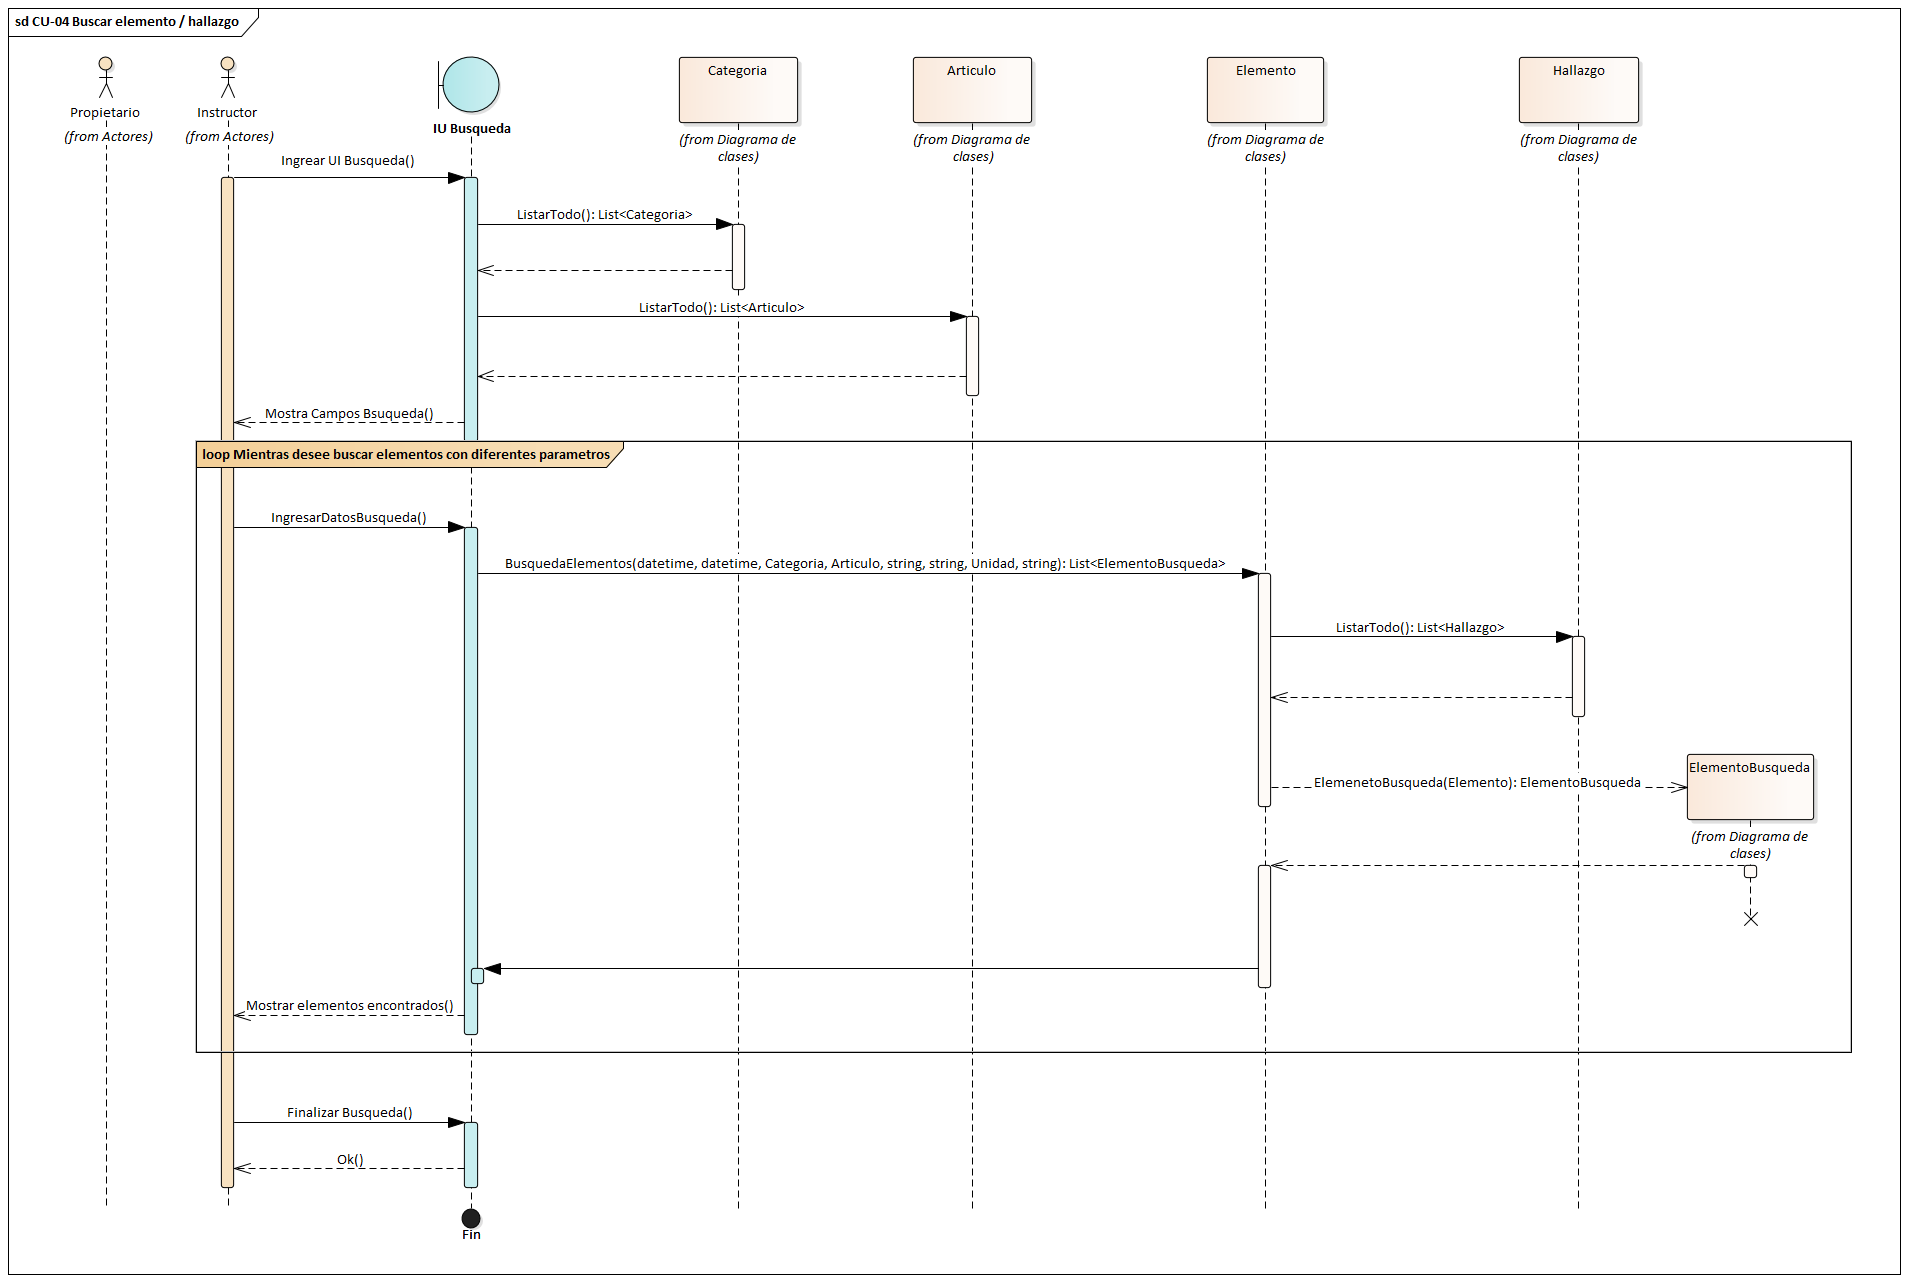 sd CU-04 Buscar elemento / hallazgo
Propietario
(from Actores)
Instructor
(from Actores)
IU Busqueda
Categoria
(from Diagrama de
clases)
Articulo
(from Diagrama de
clases)
Elemento
(from Diagrama de
clases)
Hallazgo
(from Diagrama de
clases)
Ingrear UI Busqueda()
ListarTodo(): List<Categoria>
ListarTodo(): List<Articulo>
Mostra Campos Bsuqueda()
loop Mientras desee buscar elementos con diferentes parametros
IngresarDatosBusqueda()
BusquedaElementos(datetime, datetime, Categoria, Articulo, string, string, Unidad, string): List<ElementoBusqueda>
ListarTodo(): List<Hallazgo>
ElementoBusqueda
ElemenetoBusqueda(Elemento): ElementoBusqueda
(from Diagrama de
clases)
Mostrar elementos encontrados()
Finalizar Busqueda()
Ok()
Fin